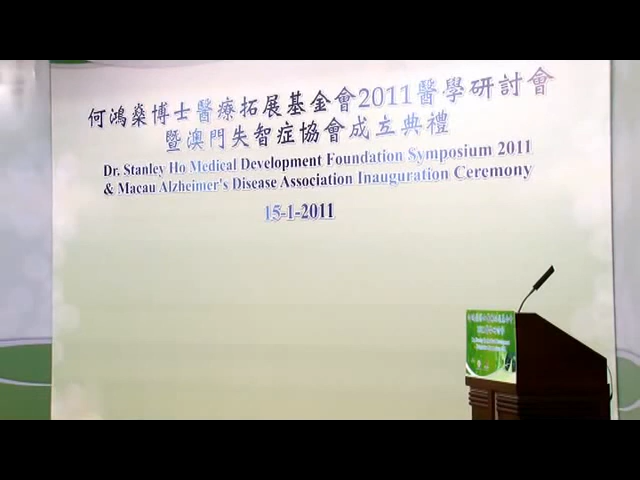 何鴻燊博士醫療拓展基金會2011醫學研討會
暨澳門失智症協會成立典禮
Dr. Stanley Ho Medical Development Foundation Symposium 2011
& Macau Alzheimer's Disease Association Inauguration Ceremony
15-1-2011